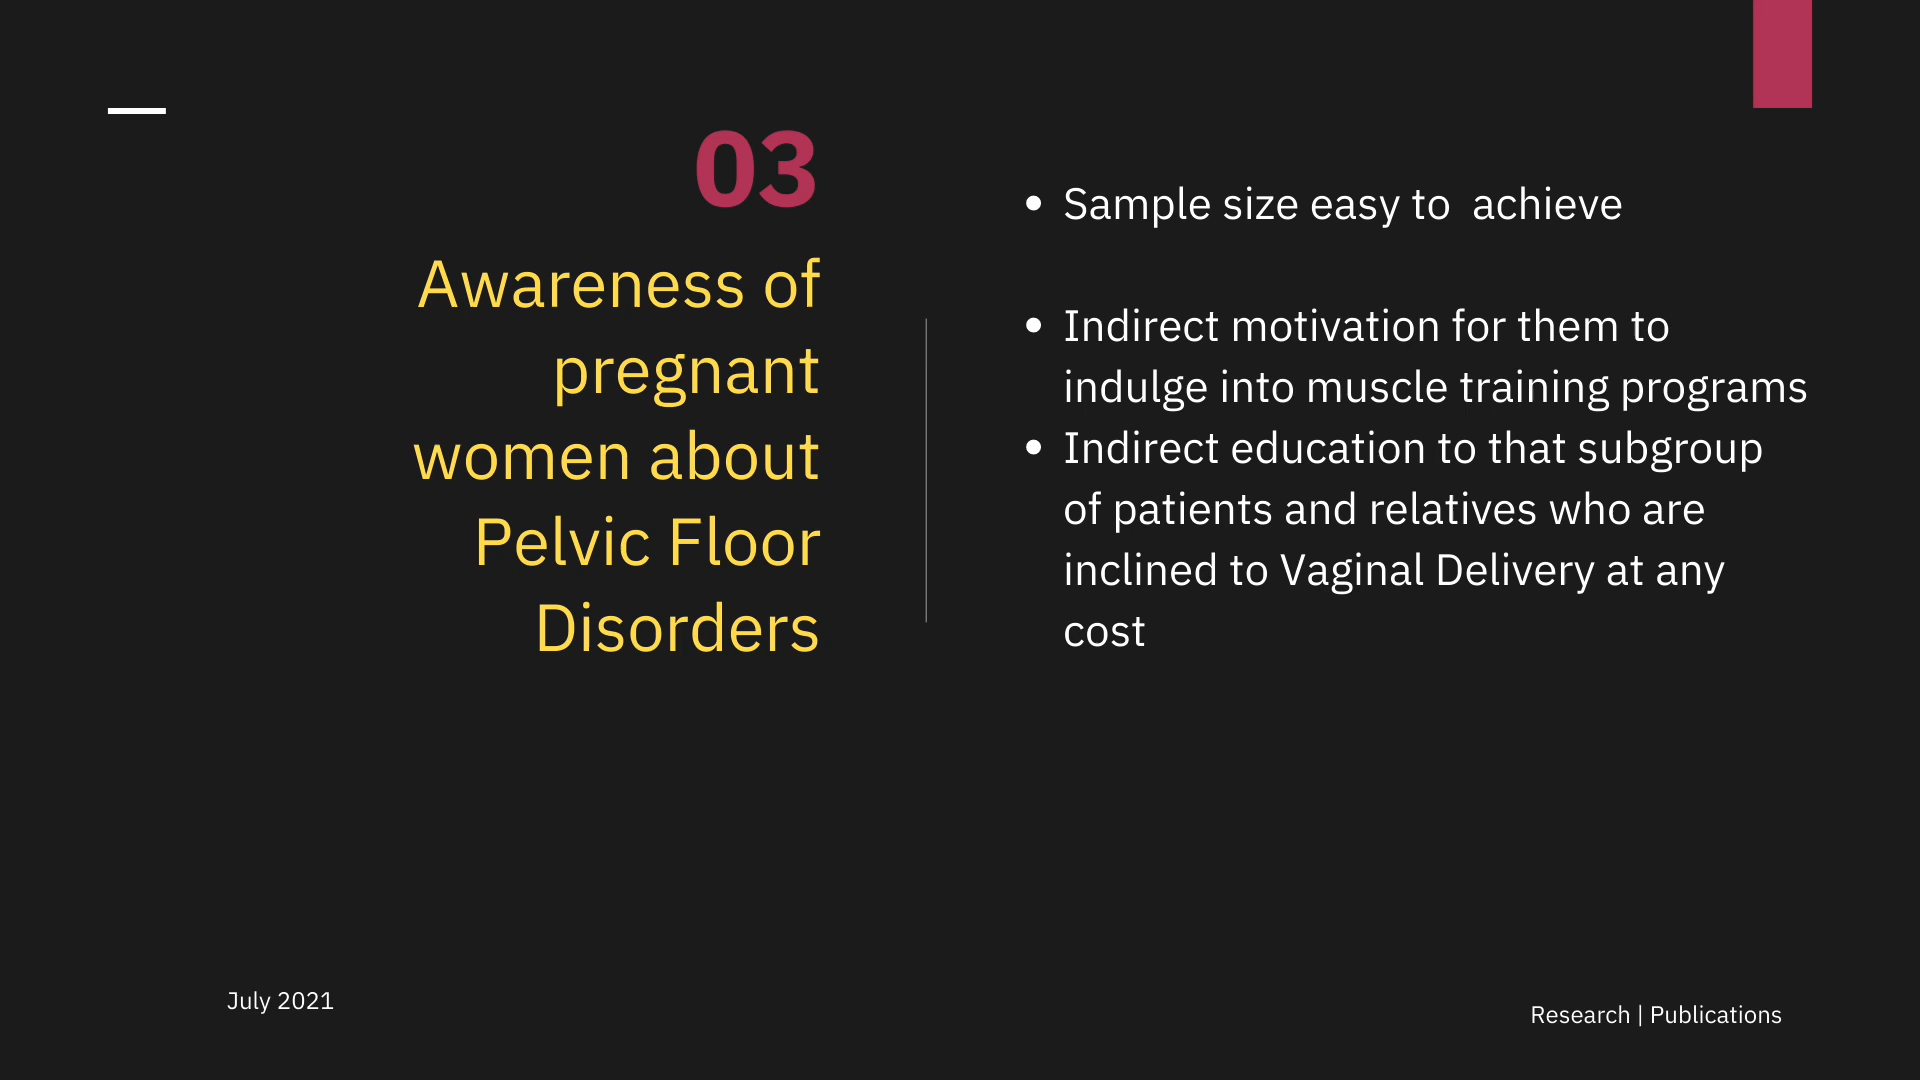 03
Awareness of
pregnant
women about
Pelvic Floor
Disorders
• Sample size easy to  achieve
• Indirect motivation for them to
indulge into muscle training programs
• Indirect education to that subgroup
of patients and relatives who are
inclined to Vaginal Delivery at any
cost
July 2021
Research | Publications